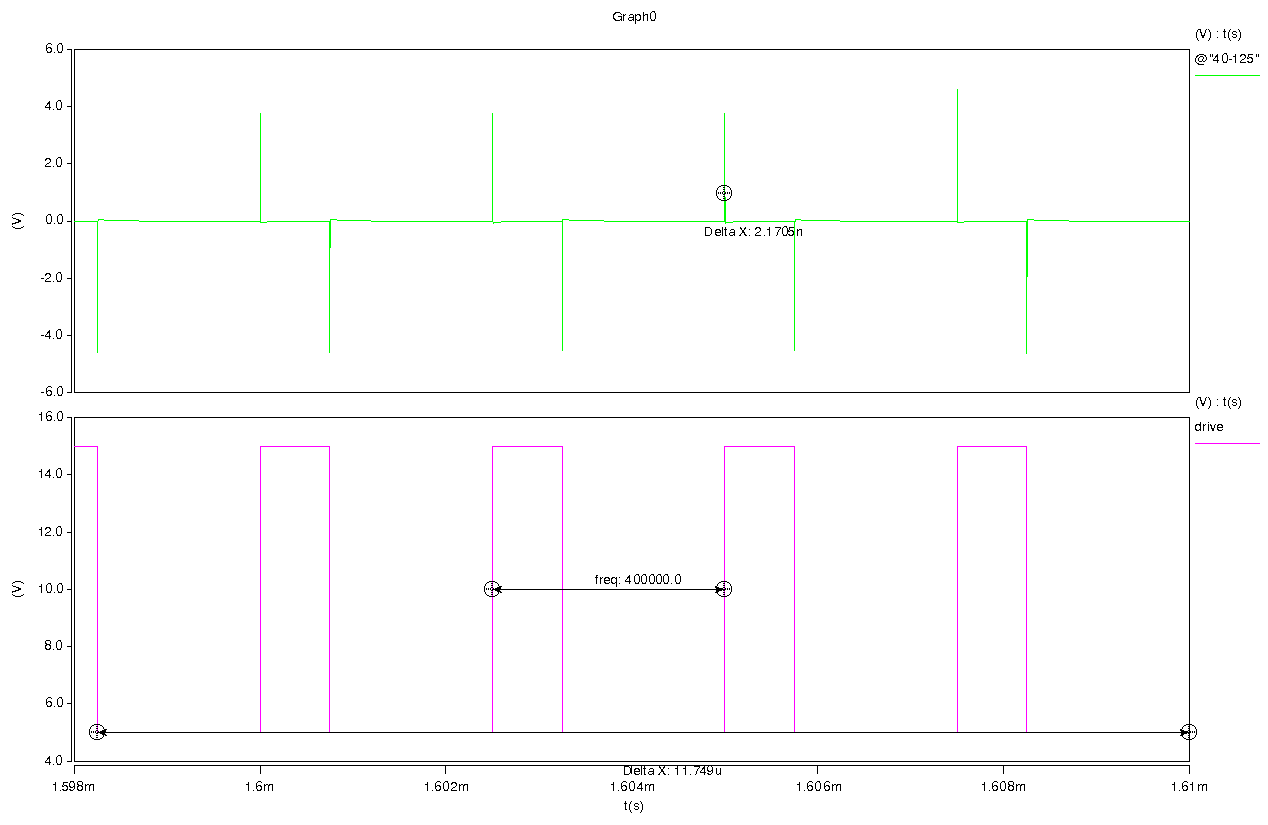 Graph0
(V) : t(s)
@"40-125"
6.0
4.0
2.0
0.0
-2.0
-4.0
-6.0
(V)
Delta X: 2.1705n
(V) : t(s)
drive
16.0
14.0
12.0
10.0
8.0
6.0
4.0
(V)
freq: 400000.0
Delta X: 11.749u
1.598m 1.6m 1.602m 1.604m 1.606m 1.608m 1.61m
t(s)